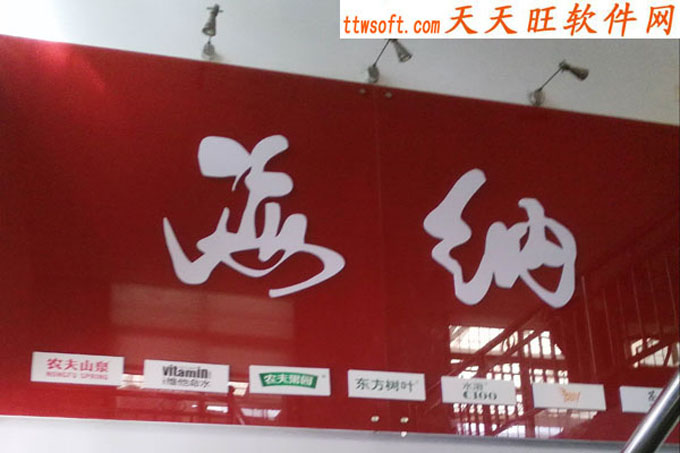 ttwsoft.com 天天旺软件网
海纳
农夫山泉
NONGFU SPRING
vitamin
维他命水
农夫果园
东方树叶
水溶
C100